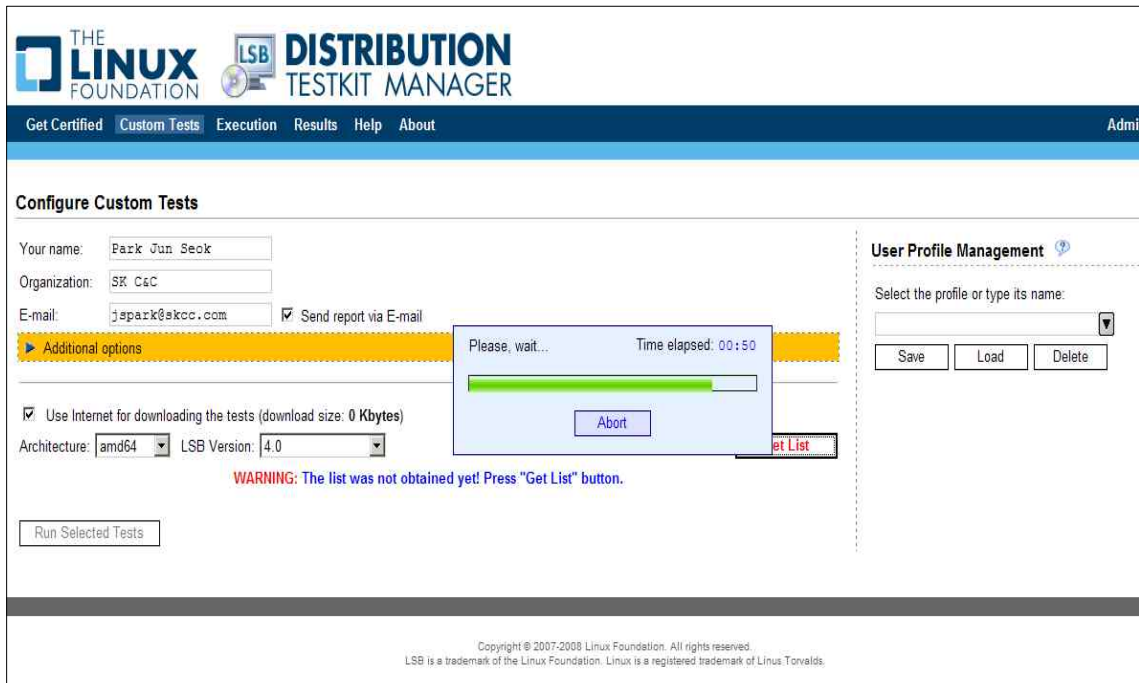 THE
LINUX
FOUNDATION
LSB
DISTRIBUTION
TESTKIT MANAGER
Get Certified Custom Tests Execution Results Help About Admi
Configure Custom Tests
Your name: Park Jun Seok
Organization: SK C&C
E-mail: jspark@skcc.com Send report via E-mail
Additional options
User Profile Management ?
Select the profile or type its name:
Save Load Delete
Please, wait... Time elapsed: 00:50
Abort
Use Internet for downloading the tests (download size: 0 Kbytes)
Architecture: amd64 LSB Version: 4.0 et List
WARNING: The list was not obtained yet! Press "Get List" button.
Run Selected Tests
Copyright © 2007-2008 Linux Foundation. All rights reserved.
LSB is a trademark of the Linux Foundation. Linux is a registered trademark of Linus Torvalds.